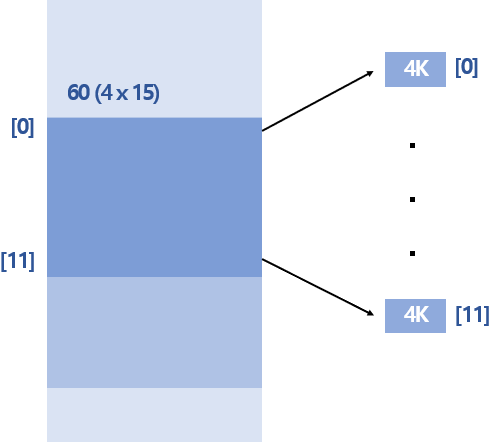 4K [0]
60 (4 x 15)
[0]
[11]
4K [11]